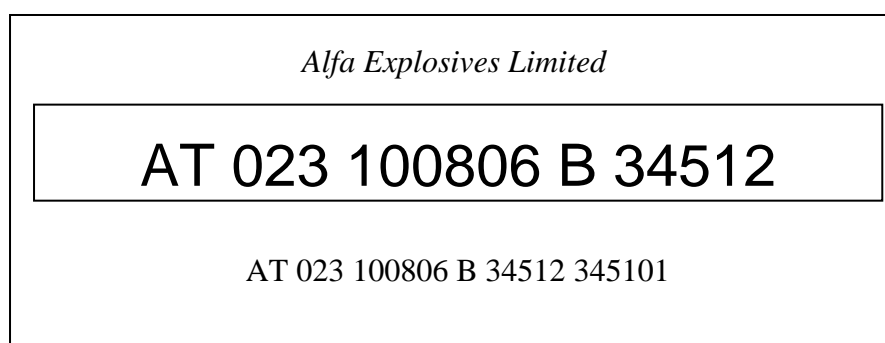 Alfa Explosives Limited
AT 023 100806 B 34512
AT 023 100806 B 34512 345101